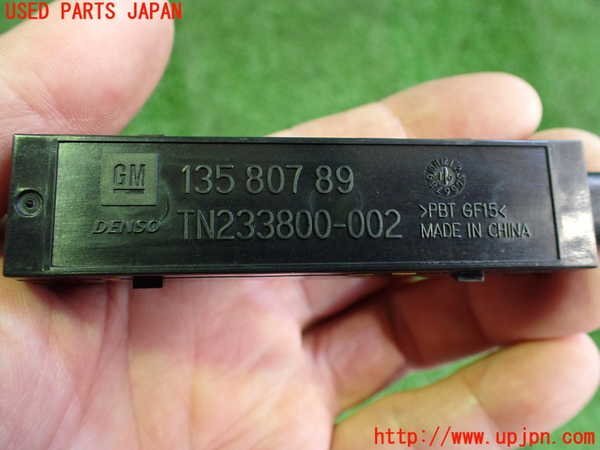 USED PARTS JAPAN
GM
135 807 89
DENSO
TN233800-002
>PBT GF15<
MADE IN CHINA
http://www.upjpn.com/